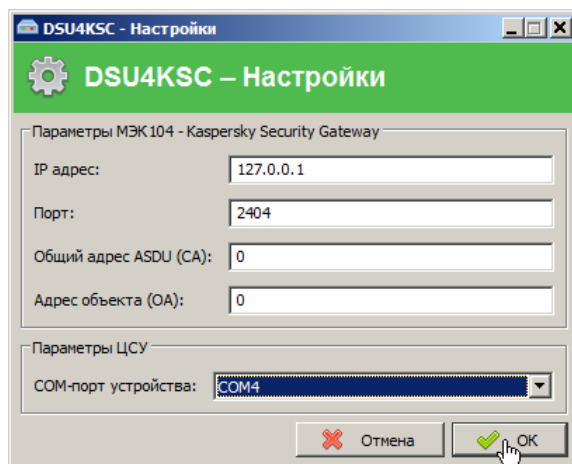 DSU4KSC - Настройки
DSU4KSC – Настройки
Параметры МЭК104 - Kaspersky Security Gateway
IP адрес: 127.0.0.1
Порт: 2404
Общий адрес ASDU (CA): 0
Адрес объекта (OA): 0
Параметры ЦСУ
COM-порт устройства: COM4
Отмена OK